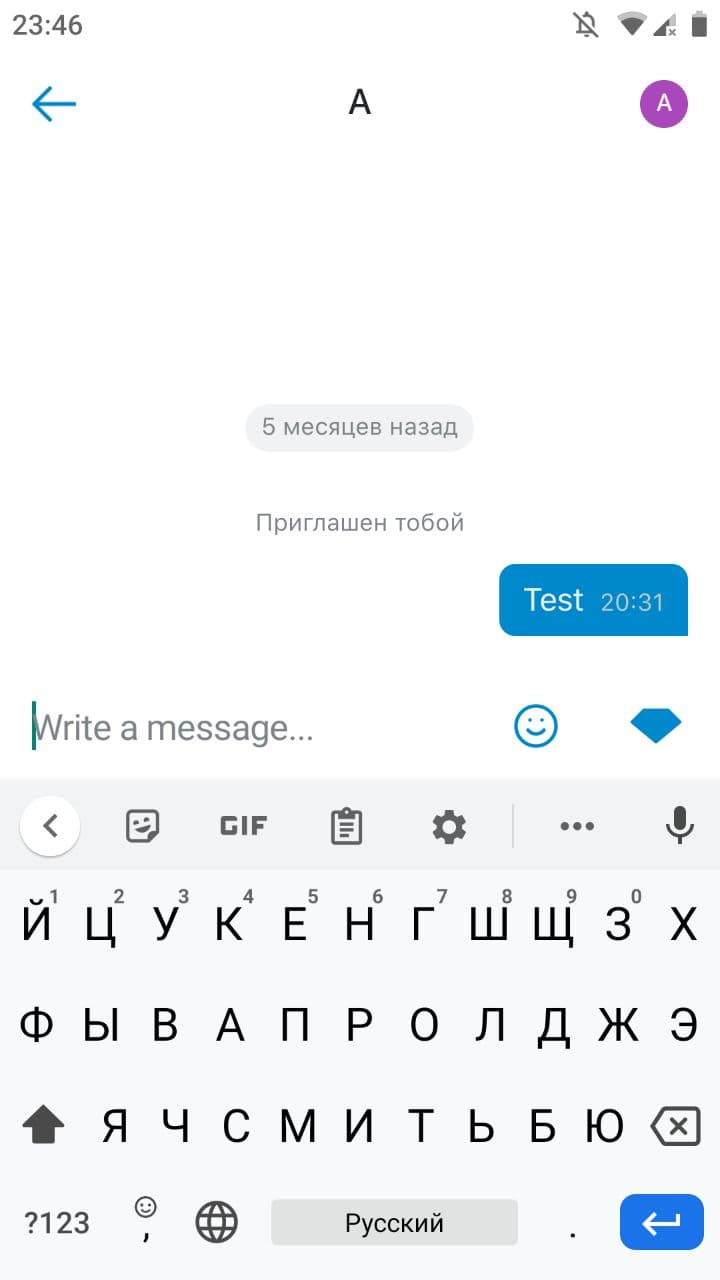 23:46
A
A
5 месяцев назад
Приглашен тобой
Test 20:31
Write a message...
GIF
1 2 3 4 5 6 7 8 9 0
Й Ц У К Е Н Г Ш Щ З Х
Ф Ы В А П Р О Л Д Ж Э
Я Ч С М И Т Ь Б Ю
?123 , Русский .